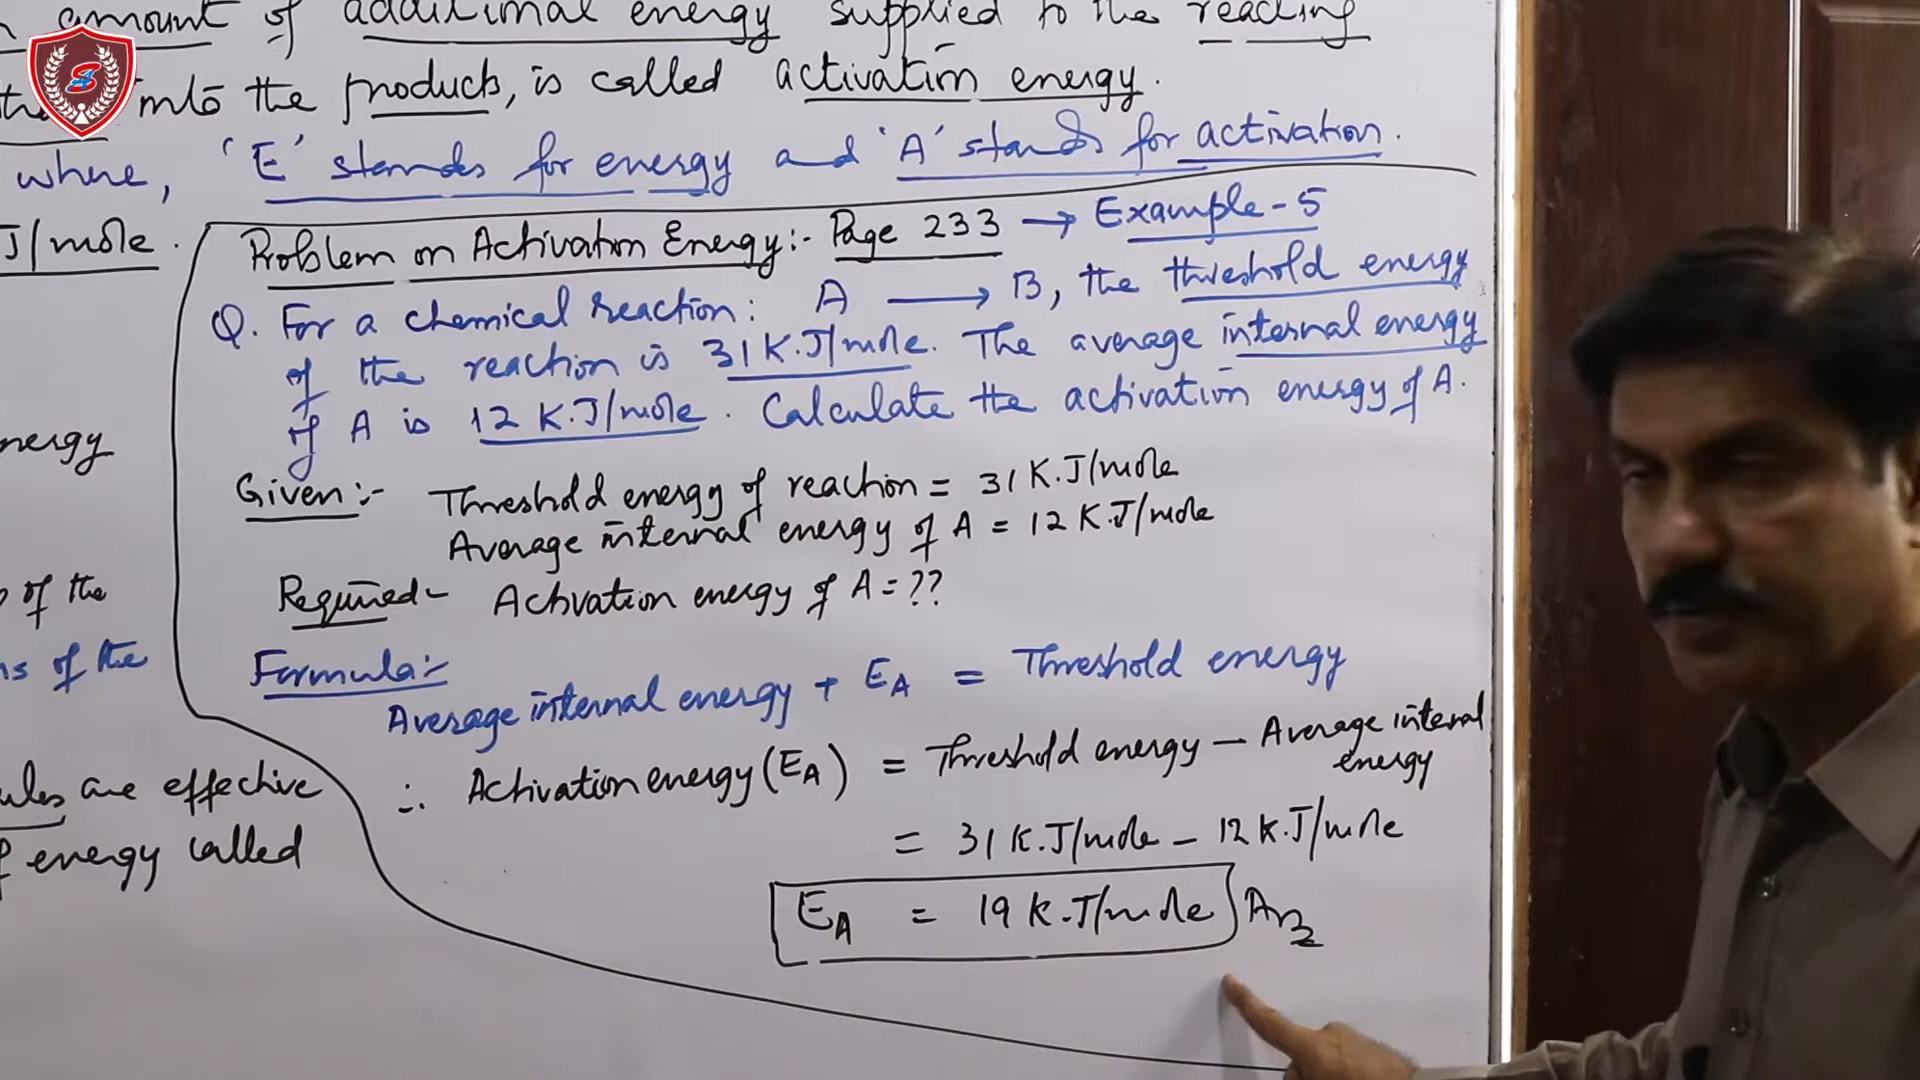 amount of additional energy supplied to the reacting
into the products, is called activation energy.
where, 'E' stands for energy and 'A' stands for activation.
J/mole.
Problem on Activation Energy:- Page 233 → Example-5
Q. For a chemical reaction: A → B, the threshold energy
of the reaction is 31 K.J/mole. The average internal energy
of A is 12 K.J/mole. Calculate the activation energy of A.
nergy
Given:- Threshold energy of reaction = 31 K.J/mole
Average internal energy of A = 12 K.J/mole
of the
Required- Activation energy of A = ??
s of the
Formula:-
Average internal energy + EA = Threshold energy
∴ Activation energy (EA) = Threshold energy - Average internal
energy
ules are effective
= 31 K.J/mole - 12 K.J/mole
of energy called
EA = 19 K.J/mole